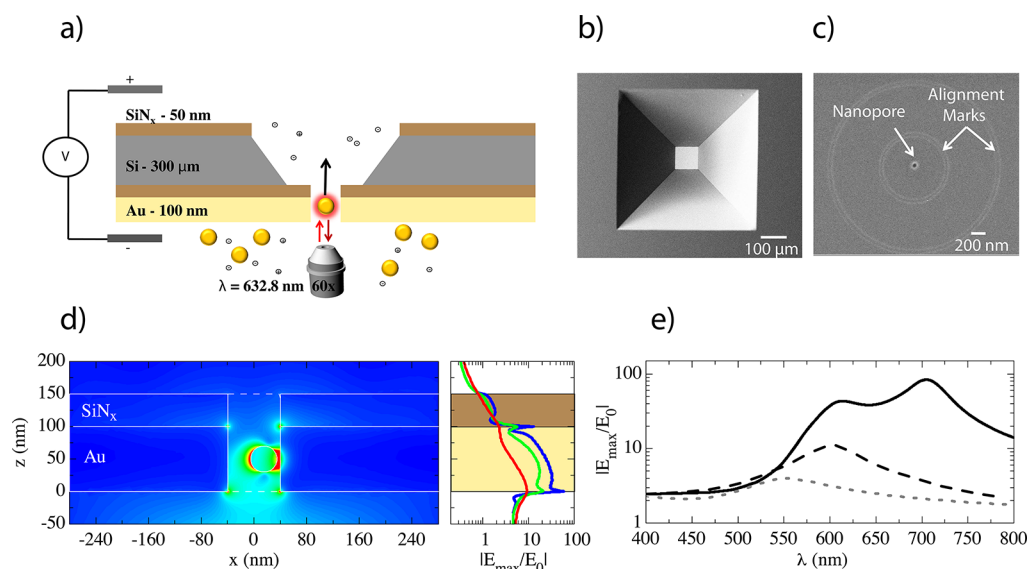 a)
+
SiNₓ - 50 nm
V
Si - 300 μm
Au - 100 nm
-
λ = 632.8 nm 60x
b)
100 μm
c)
Nanopore
Alignment
Marks
200 nm
d)
200
150
100
50
0
-50
z (nm)
SiNₓ
Au
-240 -160 -80 0 80 160 240
x (nm)
1 10 100
|Eₘₐₓ/E₀|
e)
100
10
1
|Eₘₐₓ/E₀|
400 450 500 550 600 650 700 750 800
λ (nm)